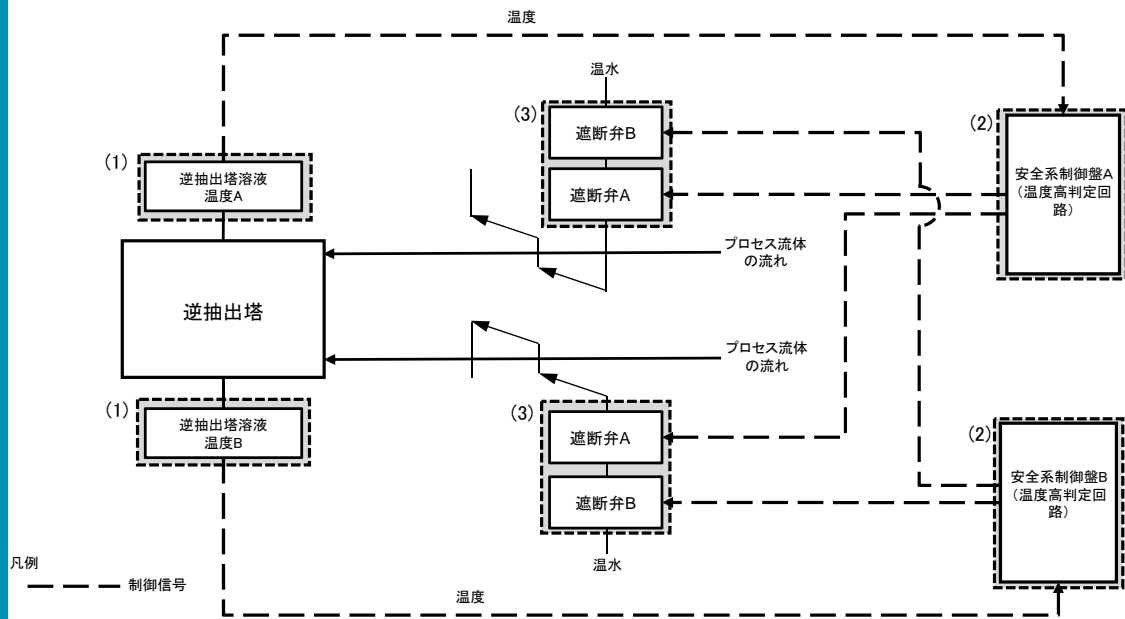 温度
温水
(3)
遮断弁B
遮断弁A
(2)
安全系制御盤A
(温度高判定回
路)
(1)
逆抽出塔溶液
温度A
プロセス流体
の流れ
逆抽出塔
プロセス流体
の流れ
(1)
逆抽出塔溶液
温度B
(3)
遮断弁A
遮断弁B
温水
(2)
安全系制御盤B
(温度高判定回
路)
凡例
制御信号
温度